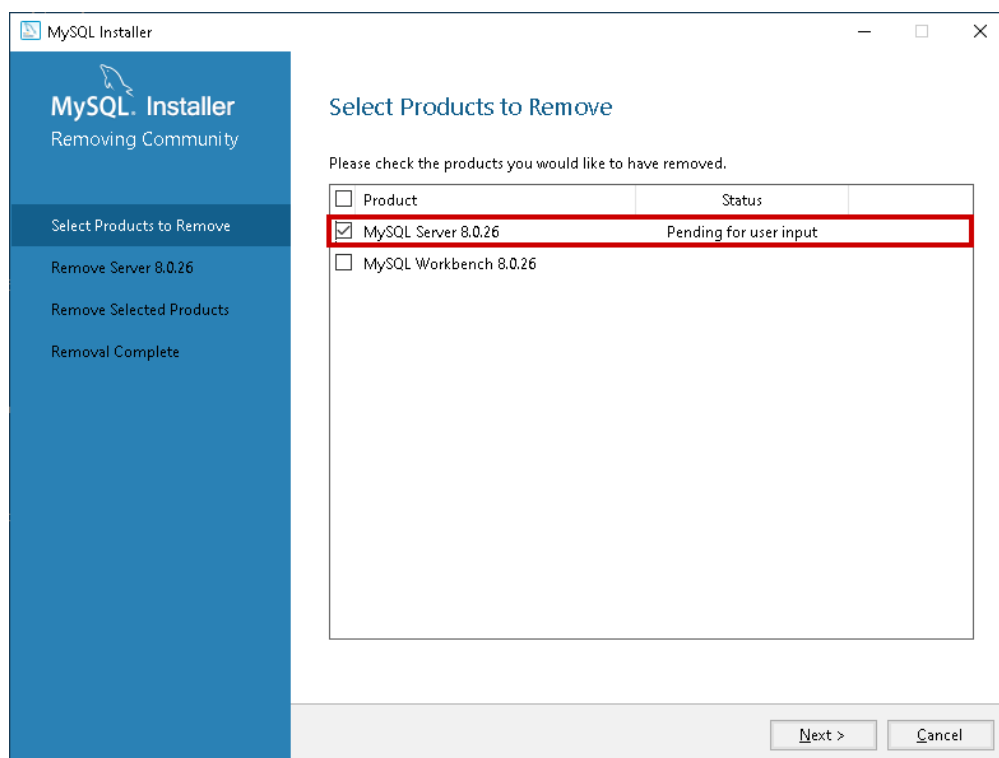 MySQL Installer
MySQL. Installer
Removing Community
Select Products to Remove
Remove Server 8.0.26
Remove Selected Products
Removal Complete
Select Products to Remove
Please check the products you would like to have removed.
Product Status
MySQL Server 8.0.26 Pending for user input
MySQL Workbench 8.0.26
Next > Cancel